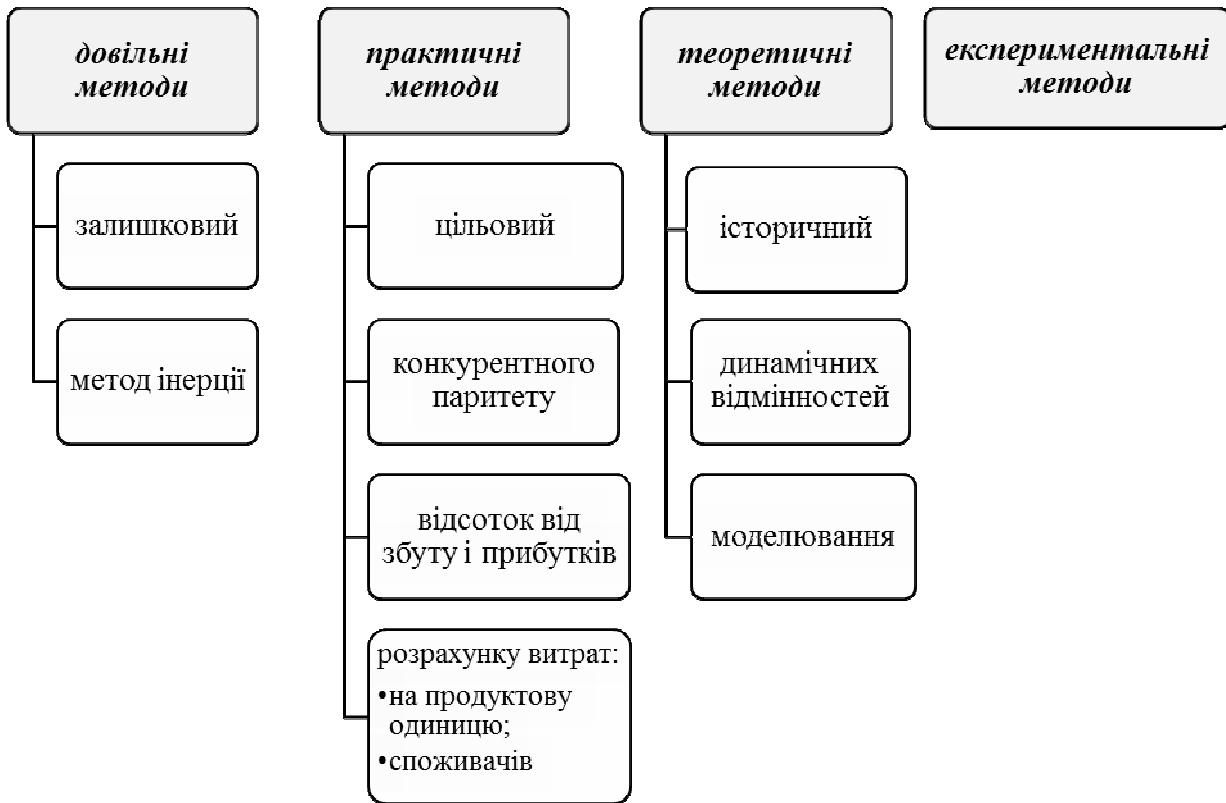 довільні
методи
практичні
методи
теоретичні
методи
експериментальні
методи
залишковий
метод інерції
цільовий
конкурентного
паритету
відсоток від
збуту і прибутків
розрахунку витрат:
•на продуктову
одиницю;
•споживачів
історичний
динамічних
відмінностей
моделювання